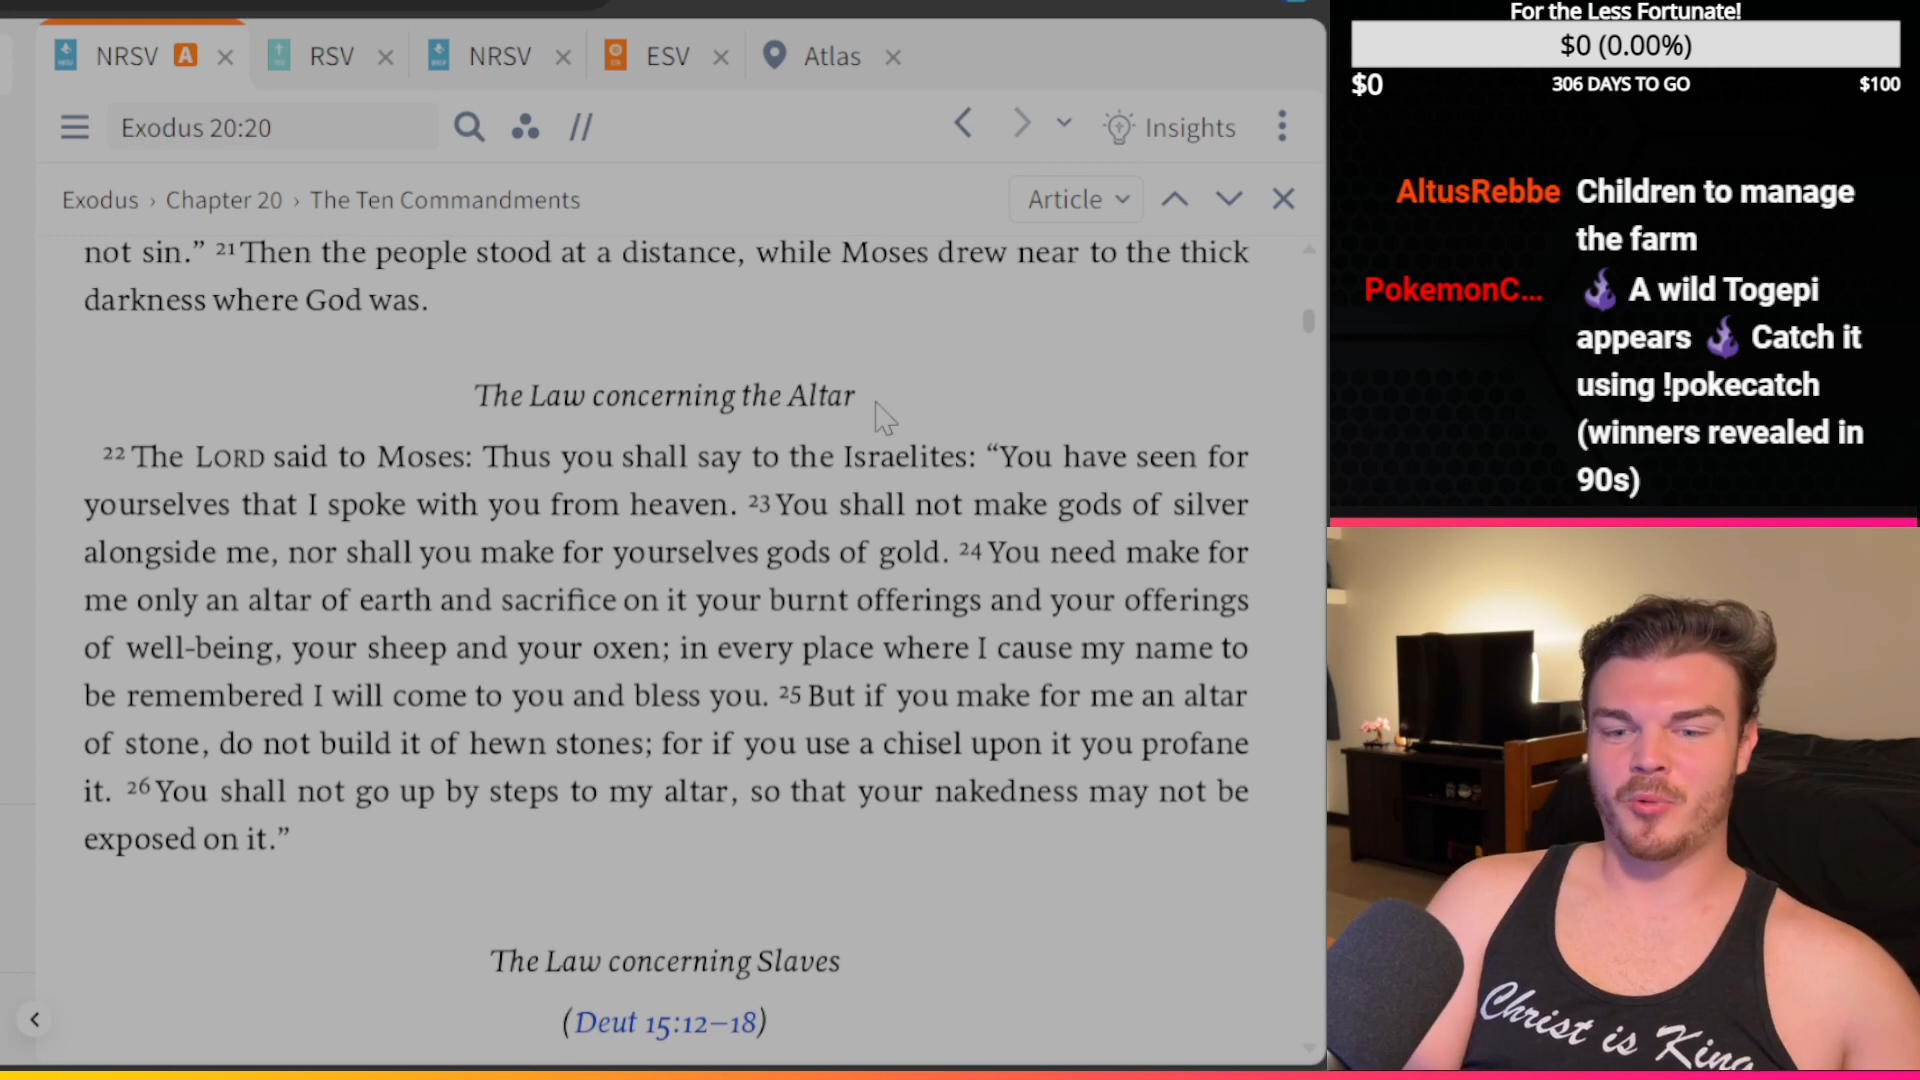 NRSV A
RSV
NRSV
ESV
Atlas
Exodus 20:20
Insights
Exodus › Chapter 20 › The Ten Commandments
Article
not sin.” 21 Then the people stood at a distance, while Moses drew near to the thick
darkness where God was.
The Law concerning the Altar
22 The LORD said to Moses: Thus you shall say to the Israelites: “You have seen for
yourselves that I spoke with you from heaven. 23 You shall not make gods of silver
alongside me, nor shall you make for yourselves gods of gold. 24 You need make for
me only an altar of earth and sacrifice on it your burnt offerings and your offerings
of well-being, your sheep and your oxen; in every place where I cause my name to
be remembered I will come to you and bless you. 25 But if you make for me an altar
of stone, do not build it of hewn stones; for if you use a chisel upon it you profane
it. 26 You shall not go up by steps to my altar, so that your nakedness may not be
exposed on it.”
The Law concerning Slaves
(Deut 15:12–18)
For the Less Fortunate!
$0 (0.00%)
$0 306 DAYS TO GO $100
AltusRebbe Children to manage
the farm
PokemonC... A wild Togepi
appears Catch it
using !pokecatch
(winners revealed in
90s)
Christ is King